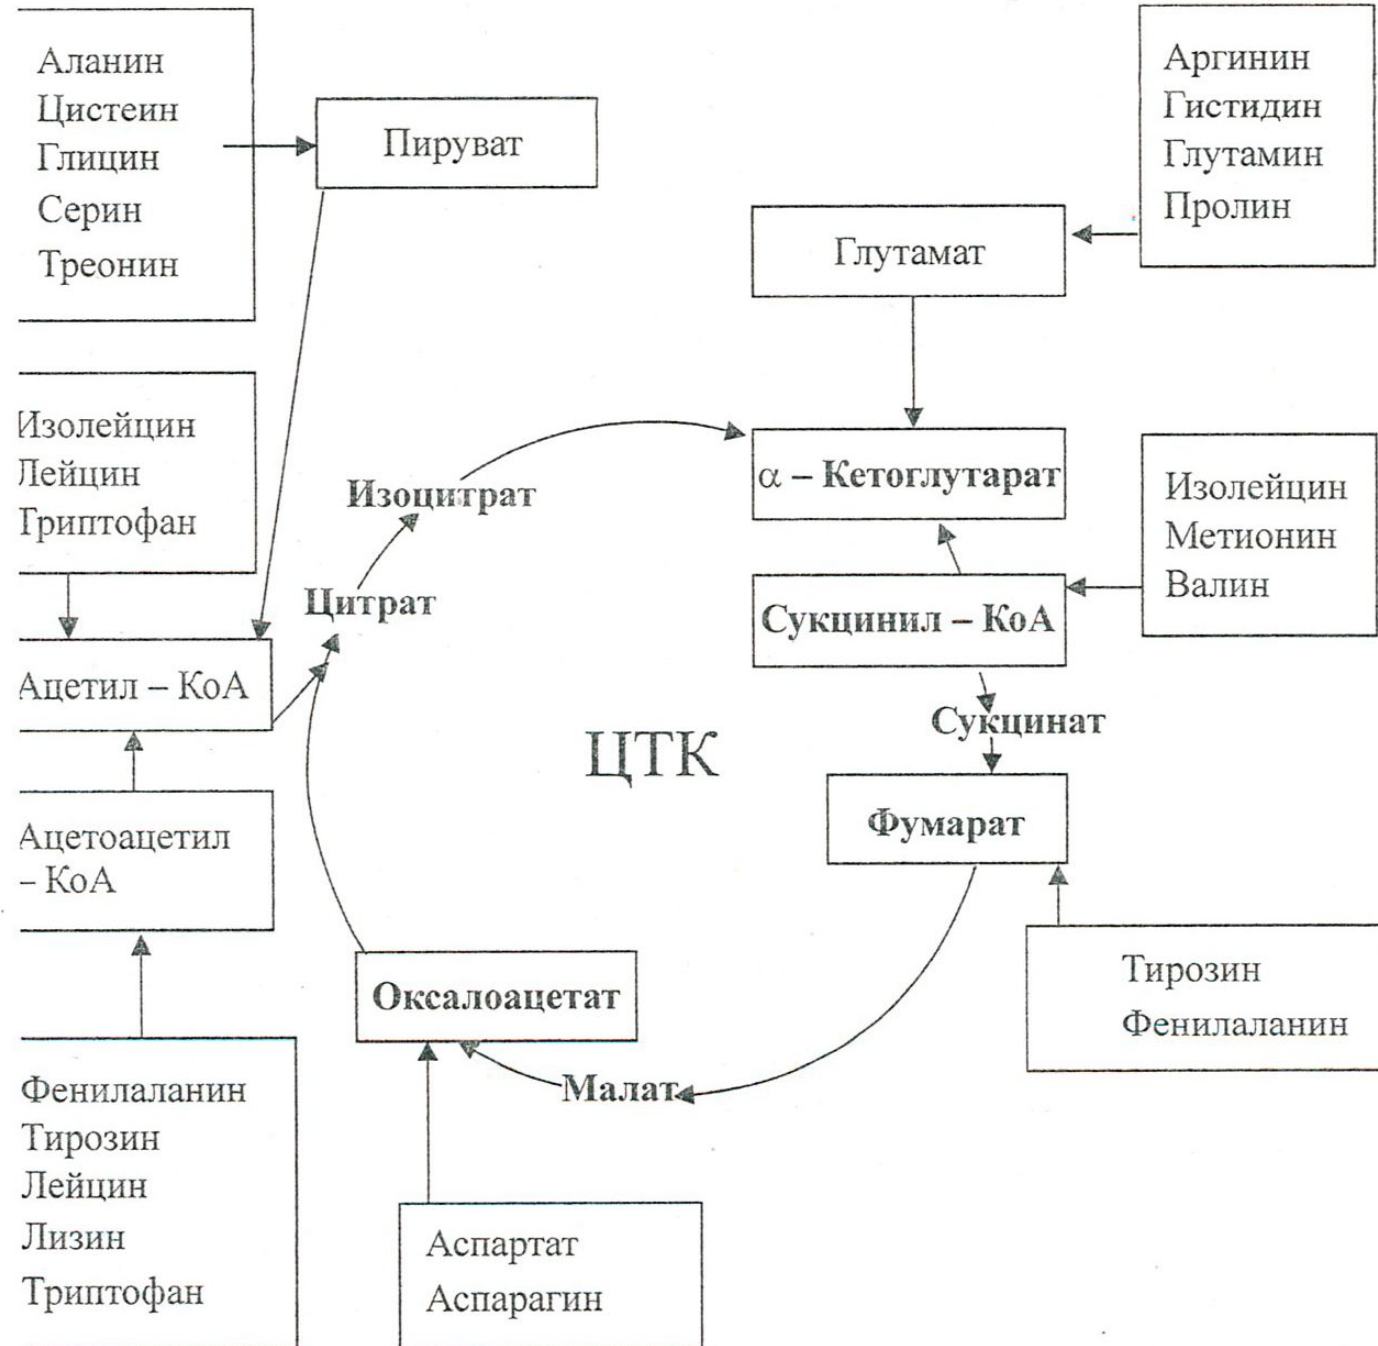 Аланин
Цистеин
Глицин
Серин
Треонин
Пируват
Аргинин
Гистидин
Глутамин
Пролин
Глутамат
Изолейцин
Лейцин
Триптофан
Изоцитрат
α – Кетоглутарат
Изолейцин
Метионин
Валин
Цитрат
Сукцинил – КоА
Ацетил – КоА
Сукцинат
ЦТК
Ацетоацетил
– КоА
Фумарат
Оксалоацетат
Тирозин
Фенилаланин
Малат
Фенилаланин
Тирозин
Лейцин
Лизин
Триптофан
Аспартат
Аспарагин